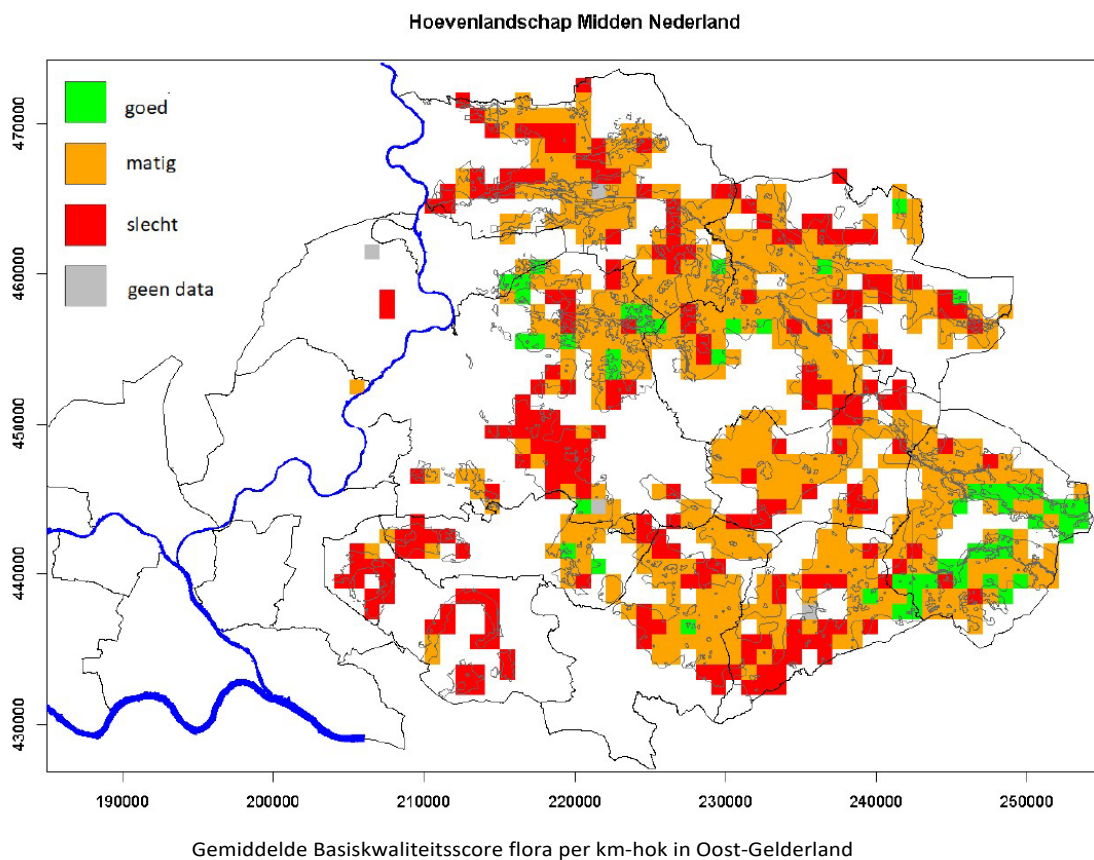 Hoevenlandschap Midden Nederland
goed
matig
slecht
geen data
470000
460000
450000
440000
430000
190000 200000 210000 220000 230000 240000 250000
Gemiddelde Basiskwaliteitsscore flora per km-hok in Oost-Gelderland